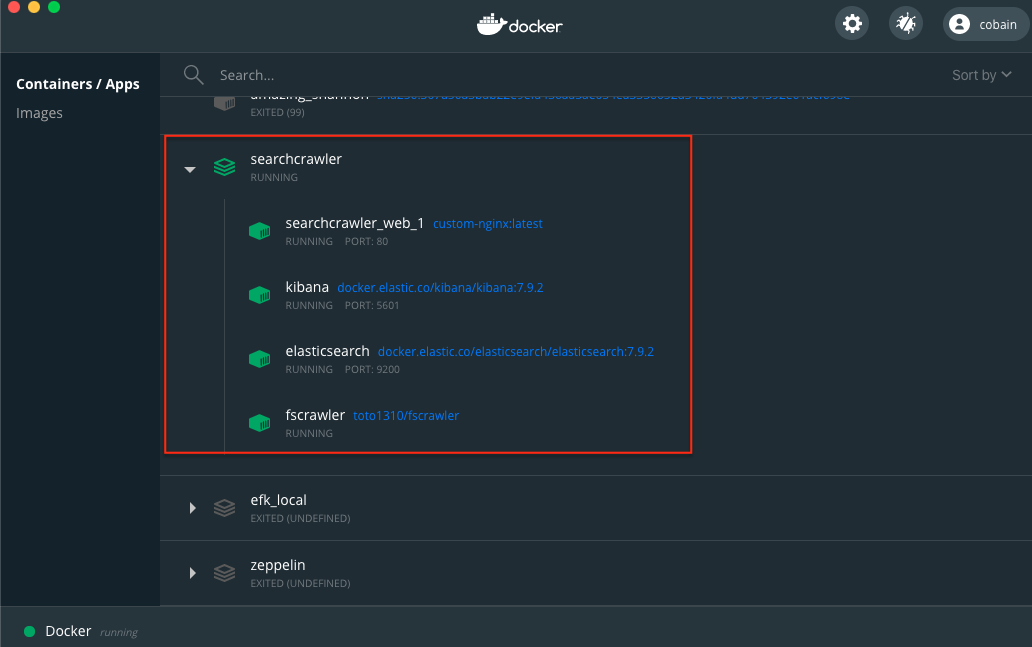 docker
cobain
Containers / Apps
Images
Search...
Sort by
amazing_shannon
EXITED (99)
searchcrawler
RUNNING
searchcrawler_web_1 custom-nginx:latest
RUNNING PORT: 80
kibana docker.elastic.co/kibana/kibana:7.9.2
RUNNING PORT: 5601
elasticsearch docker.elastic.co/elasticsearch/elasticsearch:7.9.2
RUNNING PORT: 9200
fscrawler toto1310/fscrawler
RUNNING
efk_local
EXITED (UNDEFINED)
zeppelin
EXITED (UNDEFINED)
Docker running